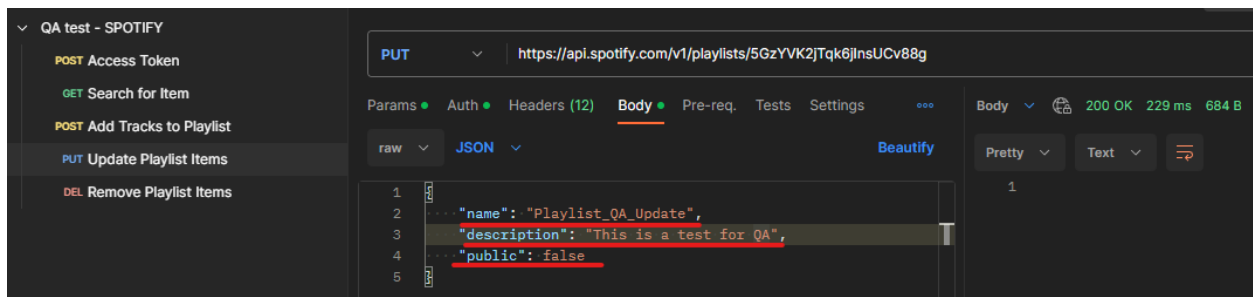 QA test - SPOTIFY
POST Access Token
GET Search for Item
POST Add Tracks to Playlist
PUT Update Playlist Items
DEL Remove Playlist Items
PUT https://api.spotify.com/v1/playlists/5GzYVK2jTqk6jlnsUCv88g
Params Auth Headers (12) Body Pre-req. Tests Settings
raw JSON Beautify
1 {
2 "name": "Playlist_QA_Update",
3 "description": "This is a test for QA",
4 "public": false
5 }
Body 200 OK 229 ms 684 B
Pretty Text
1